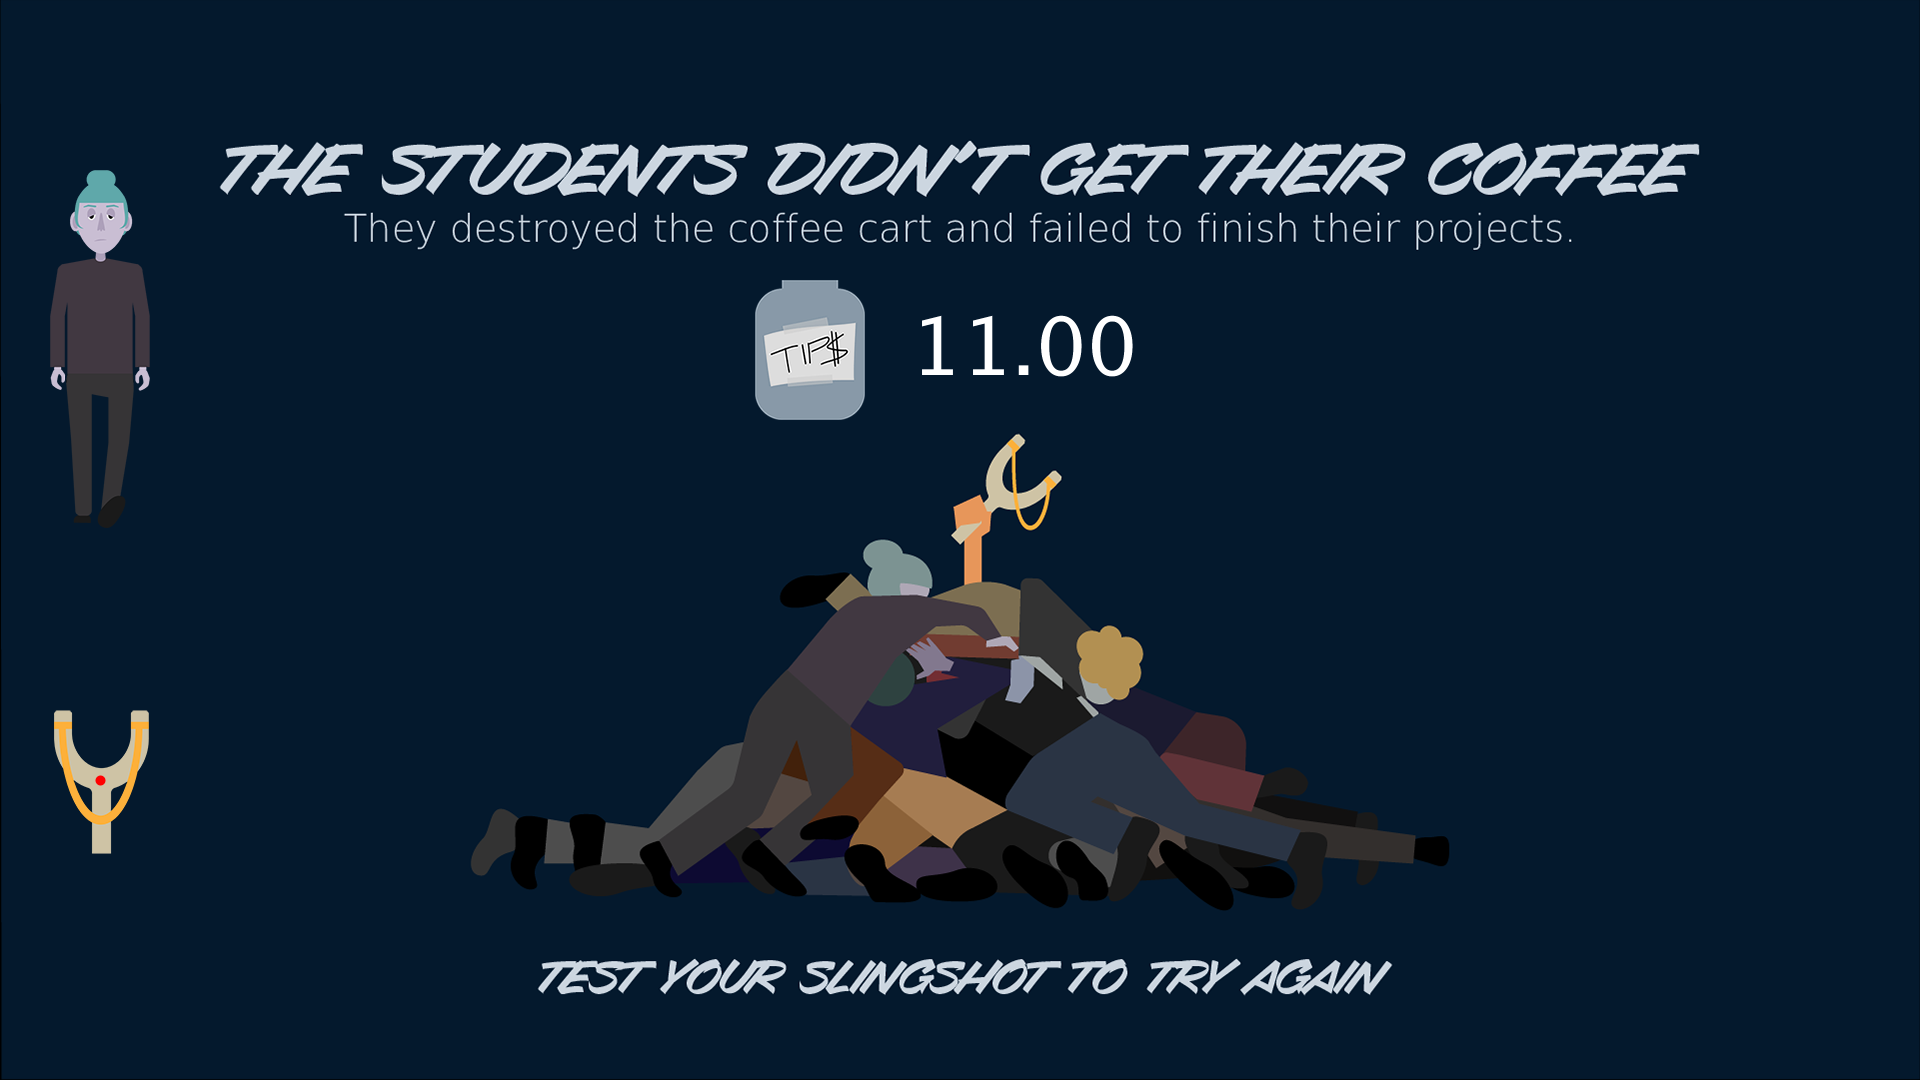 THE STUDENTS DIDN'T GET THEIR COFFEE
They destroyed the coffee cart and failed to finish their projects.
TIP$
11.00
TEST YOUR SLINGSHOT TO TRY AGAIN